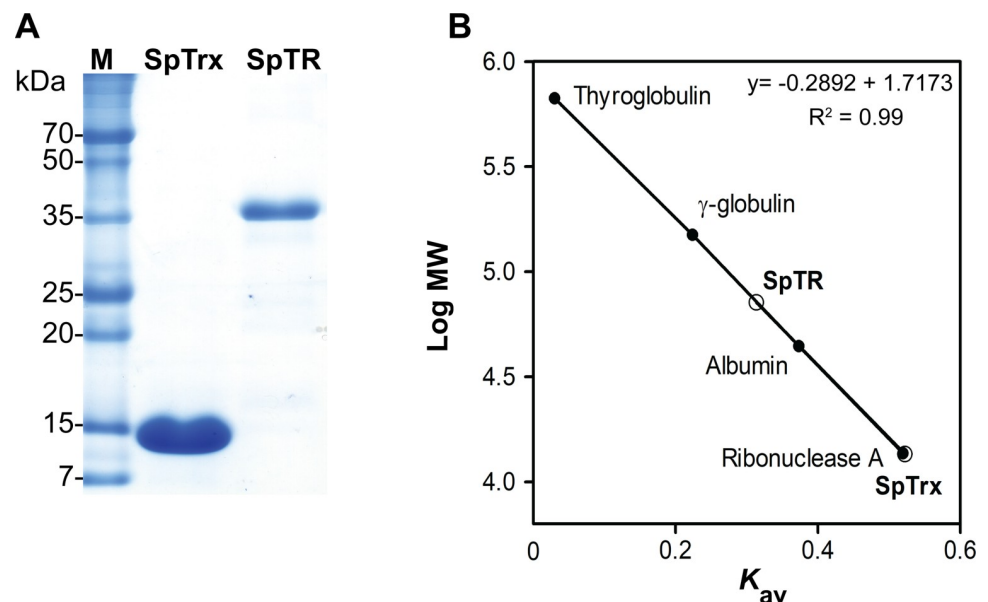 A
M SpTrx SpTR
kDa
70-
50-
35-
25-
20-
15-
7-
B
y= -0.2892 + 1.7173
R² = 0.99
Thyroglobulin
γ-globulin
SpTR
Albumin
Ribonuclease A
SpTrx
Log MW
6.0
5.5
5.0
4.5
4.0
0 0.2 0.4 0.6
Kav